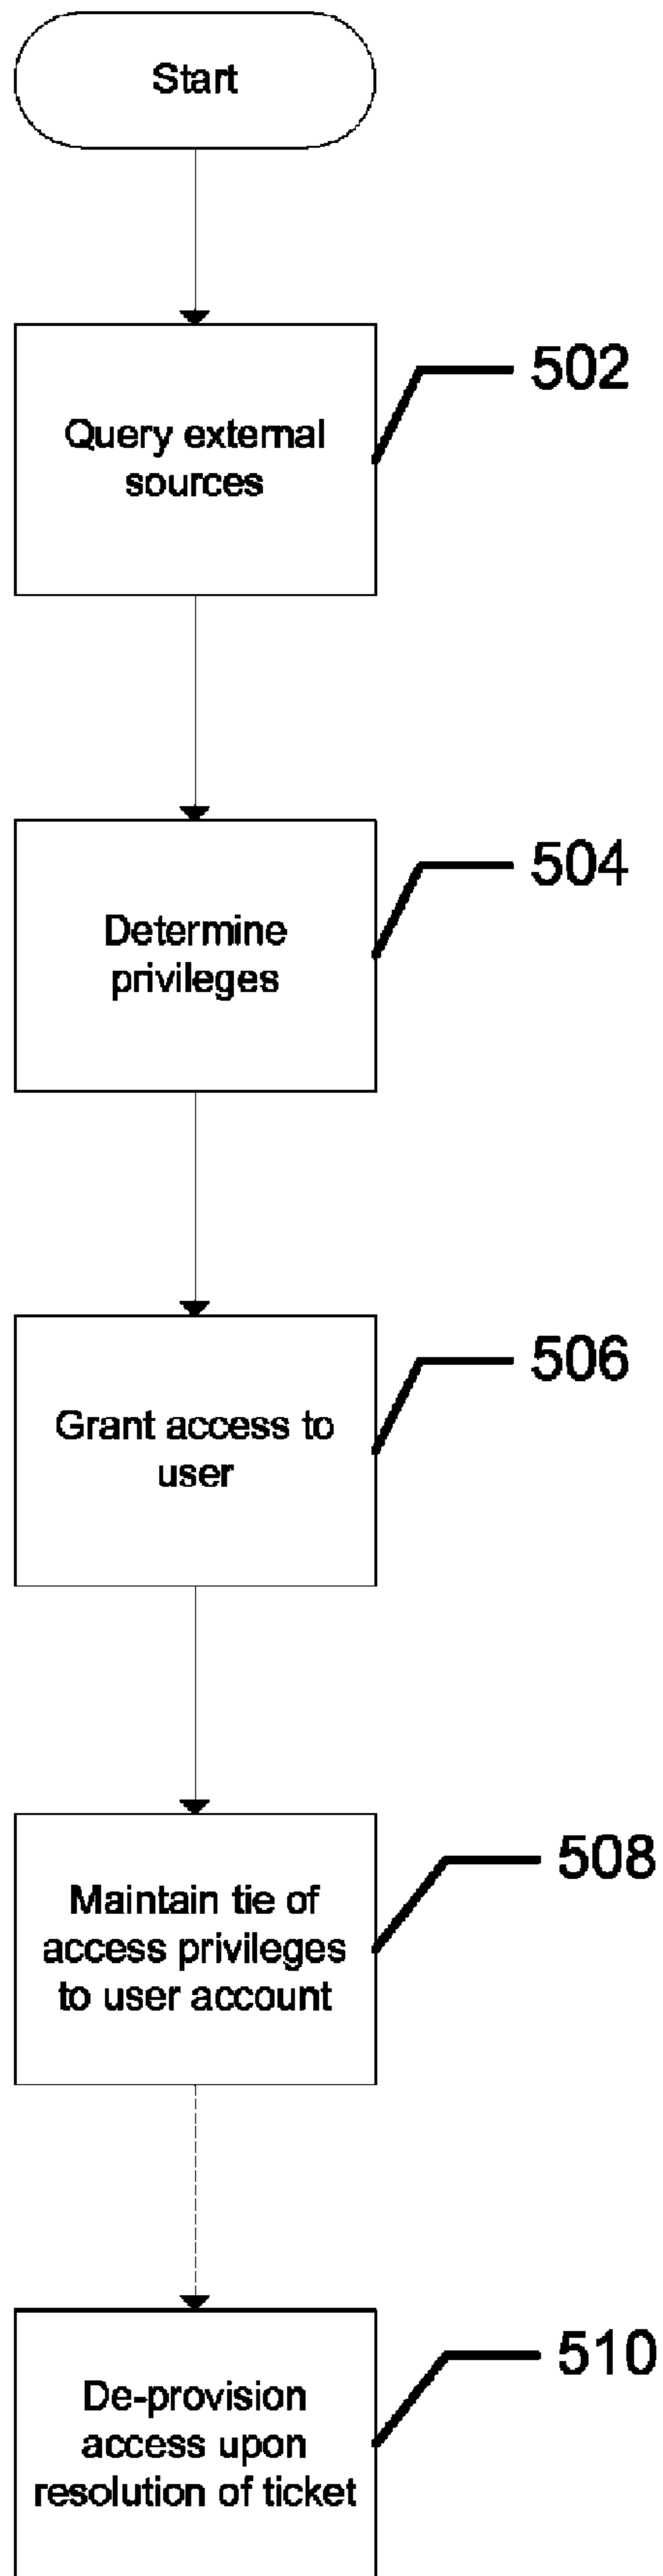 Start
502
Query external
sources
504
Determine
privileges
506
Grant access to
user
508
Maintain tie of
access privileges
to user account
510
De-provision
access upon
resolution of ticket